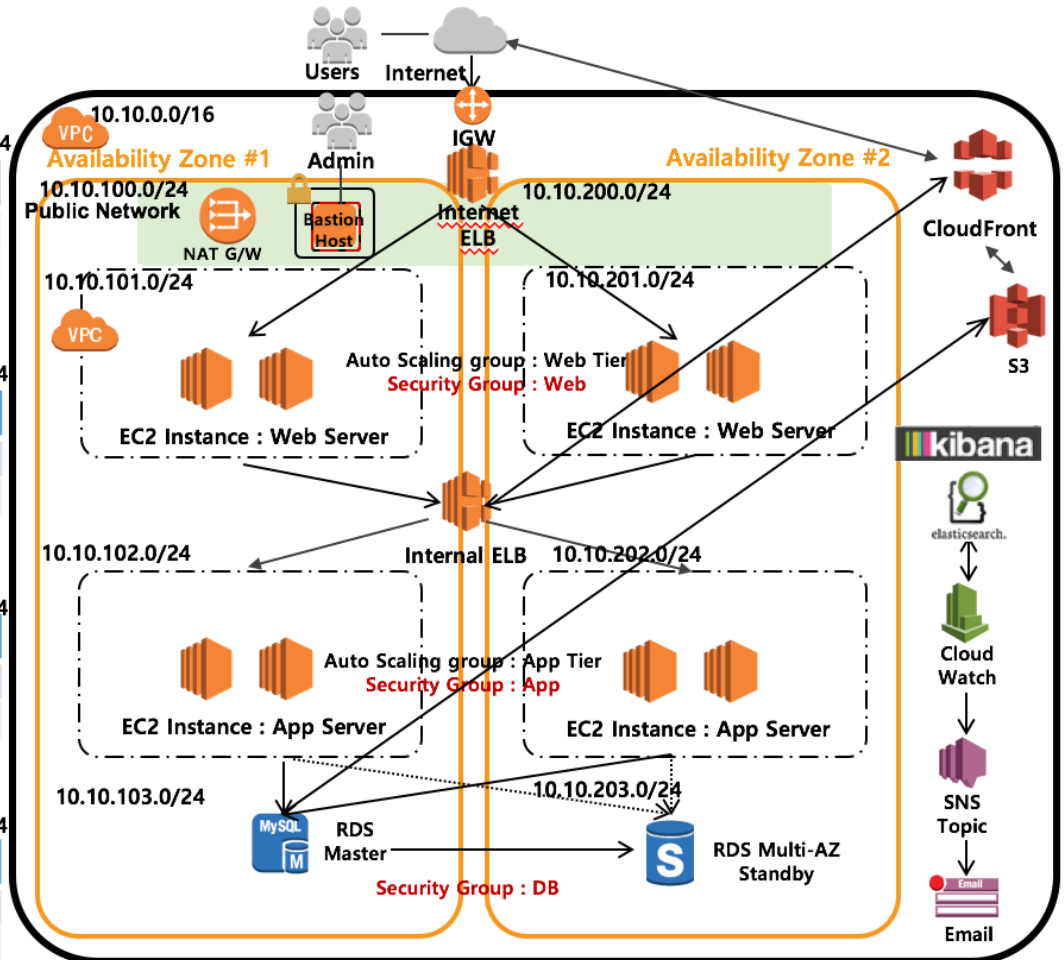 Users
Internet
4
VPC
10.10.0.0/16
IGW
Admin
Availability Zone #1
Availability Zone #2
10.10.100.0/24
Public Network
10.10.200.0/24
NAT G/W
Bastion
Host
Internet
ELB
CloudFront
10.10.101.0/24
10.10.201.0/24
VPC
S3
4
Auto Scaling group : Web Tier
Security Group : Web
EC2 Instance : Web Server
EC2 Instance : Web Server
kibana
elasticsearch.
Internal ELB
10.10.102.0/24
10.10.202.0/24
4
Cloud
Watch
Auto Scaling group : App Tier
Security Group : App
EC2 Instance : App Server
EC2 Instance : App Server
10.10.103.0/24
10.10.203.0/24
SNS
Topic
4
MySQL
M
RDS
Master
S
RDS Multi-AZ
Standby
Security Group : DB
Email
Email